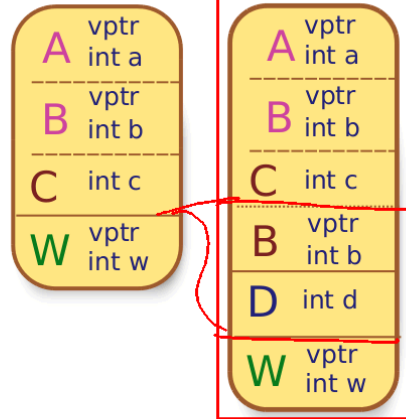 A vptr
int a
B vptr
int b
C int c
W vptr
int w
A vptr
int a
B vptr
int b
C int c
B vptr
int b
D int d
W vptr
int w